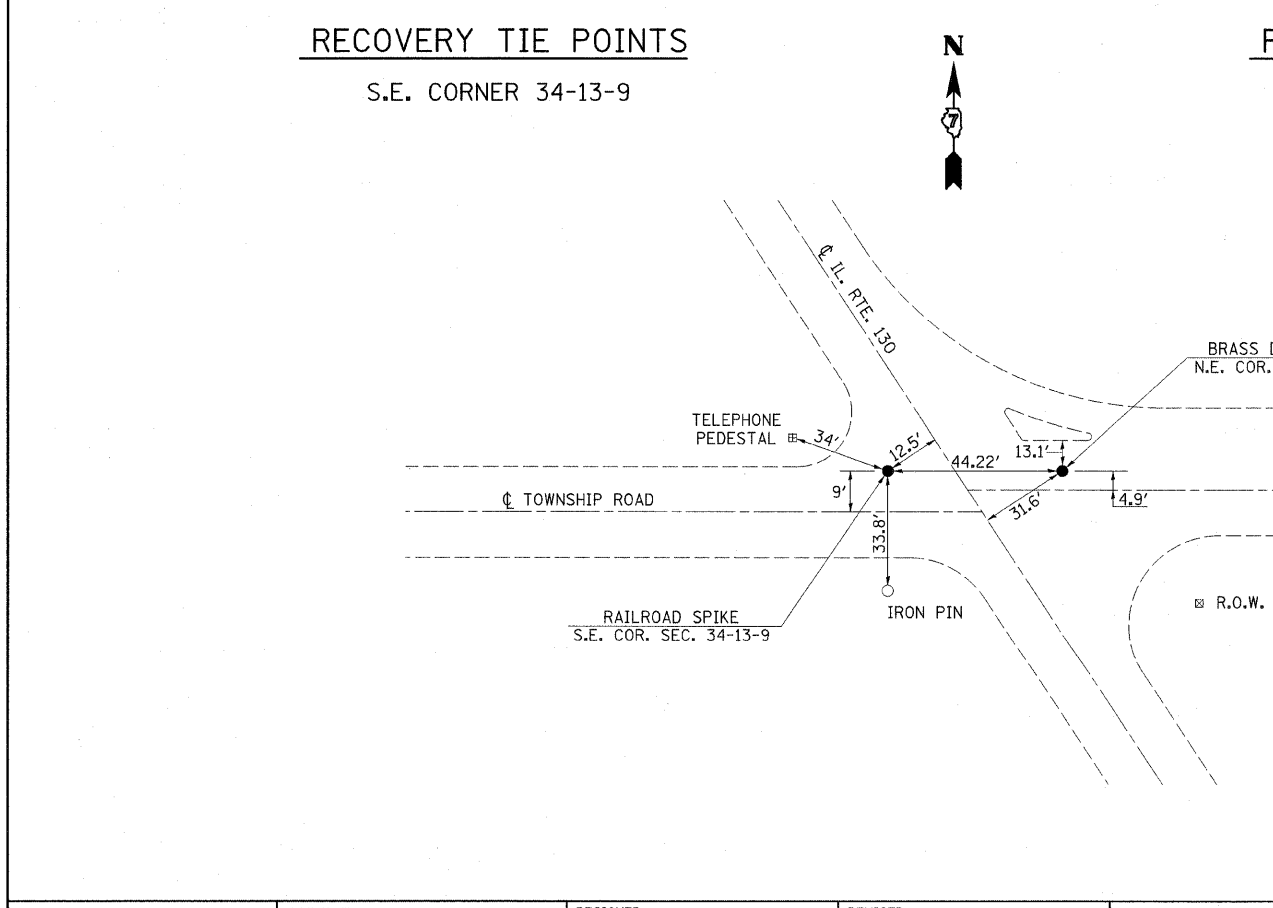 RECOVERY TIE POINTS
S.E. CORNER 34-13-9
N
7
℄ IL. RTE. 130
BRASS
N.E. COR.
TELEPHONE
PEDESTAL
34'
12.5'
44.22'
13.1'
9'
℄ TOWNSHIP ROAD
33.8'
31.6'
4.9'
RAILROAD SPIKE
S.E. COR. SEC. 34-13-9
IRON PIN
R.O.W.